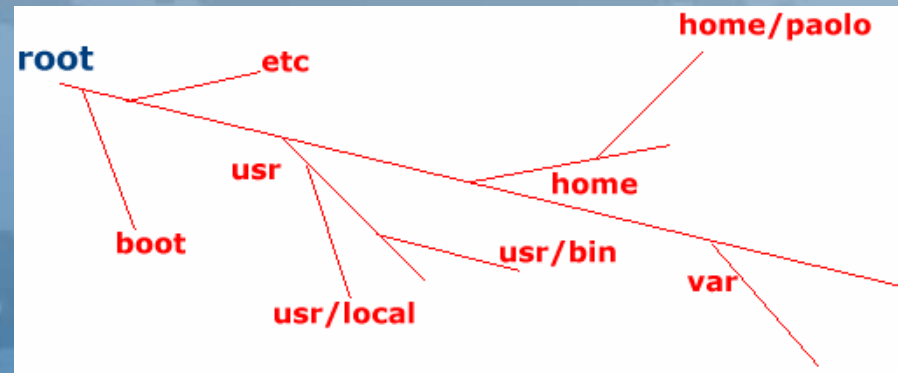 home/paolo
root
etc
usr
home
boot
usr/bin
var
usr/local